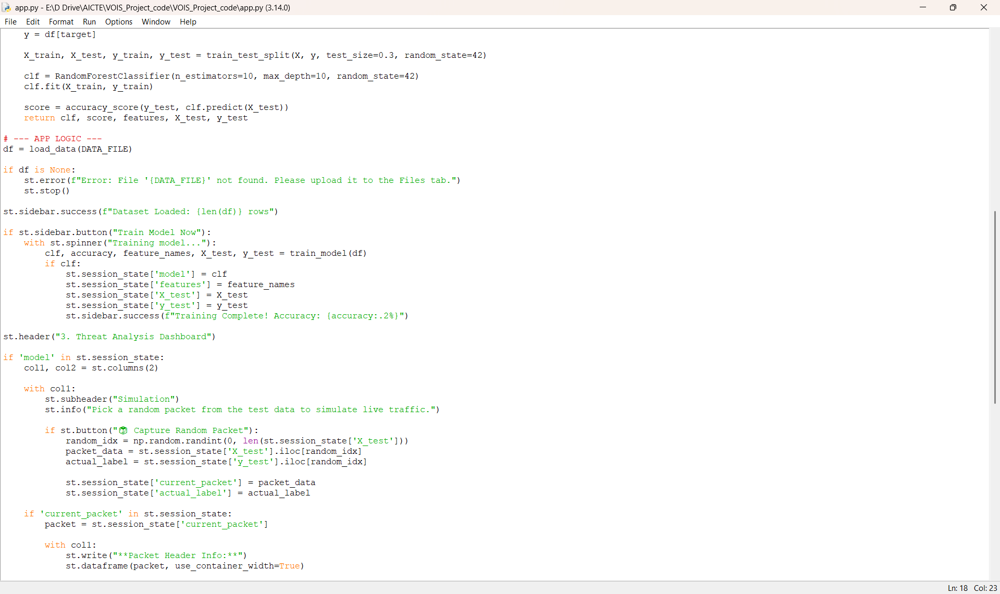 app.py - E:\D Drive\AICTE\VOIS_Project_code\VOIS_Project_code\app.py (3.14.0)
File Edit Format Run Options Window Help
    y = df[target]

    X_train, X_test, y_train, y_test = train_test_split(X, y, test_size=0.3, random_state=42)

    clf = RandomForestClassifier(n_estimators=10, max_depth=10, random_state=42)
    clf.fit(X_train, y_train)

    score = accuracy_score(y_test, clf.predict(X_test))
    return clf, score, features, X_test, y_test

# --- APP LOGIC ---
df = load_data(DATA_FILE)

if df is None:
    st.error(f"Error: File '{DATA_FILE}' not found. Please upload it to the Files tab.")
    st.stop()

st.sidebar.success(f"Dataset Loaded: {len(df)} rows")

if st.sidebar.button("Train Model Now"):
    with st.spinner("Training model..."):
        clf, accuracy, feature_names, X_test, y_test = train_model(df)
        if clf:
            st.session_state['model'] = clf
            st.session_state['features'] = feature_names
            st.session_state['X_test'] = X_test
            st.session_state['y_test'] = y_test
            st.sidebar.success(f"Training Complete! Accuracy: {accuracy:.2%}")

st.header("3. Threat Analysis Dashboard")

if 'model' in st.session_state:
    col1, col2 = st.columns(2)

    with col1:
        st.subheader("Simulation")
        st.info("Pick a random packet from the test data to simulate live traffic.")

        if st.button("🎲 Capture Random Packet"):
            random_idx = np.random.randint(0, len(st.session_state['X_test']))
            packet_data = st.session_state['X_test'].iloc[random_idx]
            actual_label = st.session_state['y_test'].iloc[random_idx]

            st.session_state['current_packet'] = packet_data
            st.session_state['actual_label'] = actual_label

    if 'current_packet' in st.session_state:
        packet = st.session_state['current_packet']

        with col1:
            st.write("**Packet Header Info:**")
            st.dataframe(packet, use_container_width=True)
Ln: 18 Col: 23